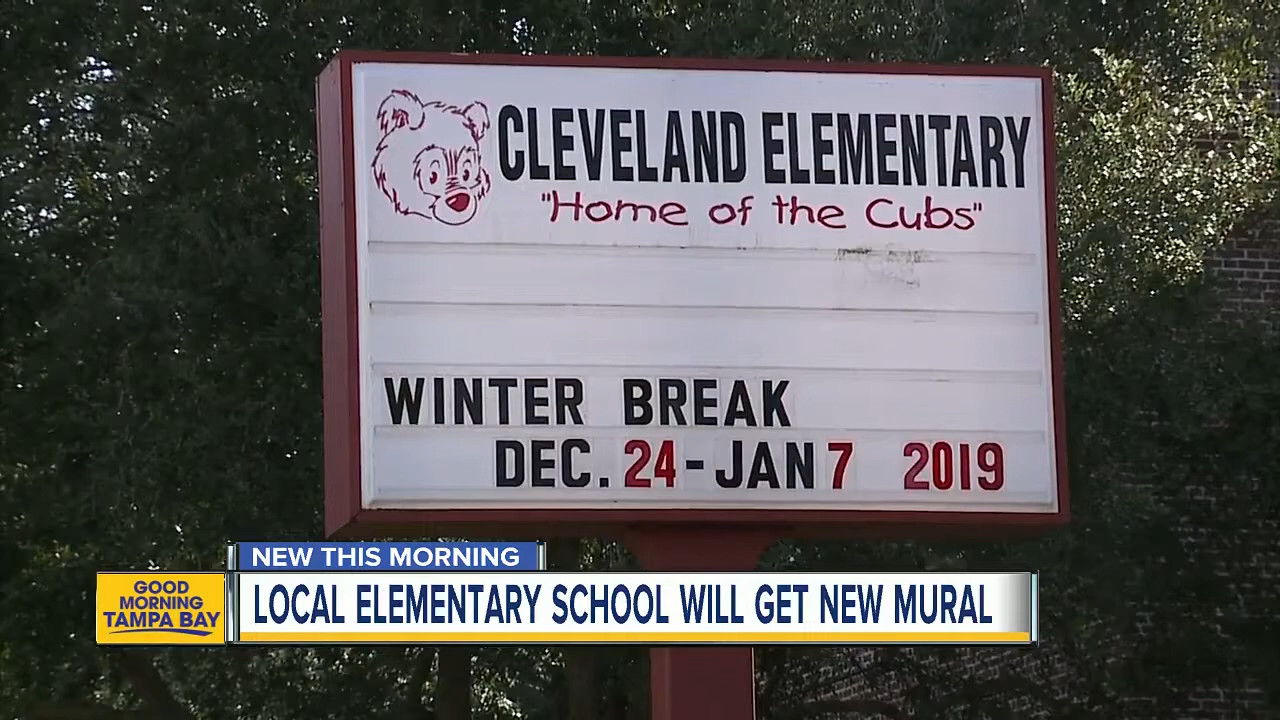 CLEVELAND ELEMENTARY
"Home of the Cubs"
WINTER BREAK
DEC. 24-JAN 7 2019
NEW THIS MORNING
GOOD
MORNING
TAMPA BAY
LOCAL ELEMENTARY SCHOOL WILL GET NEW MURAL